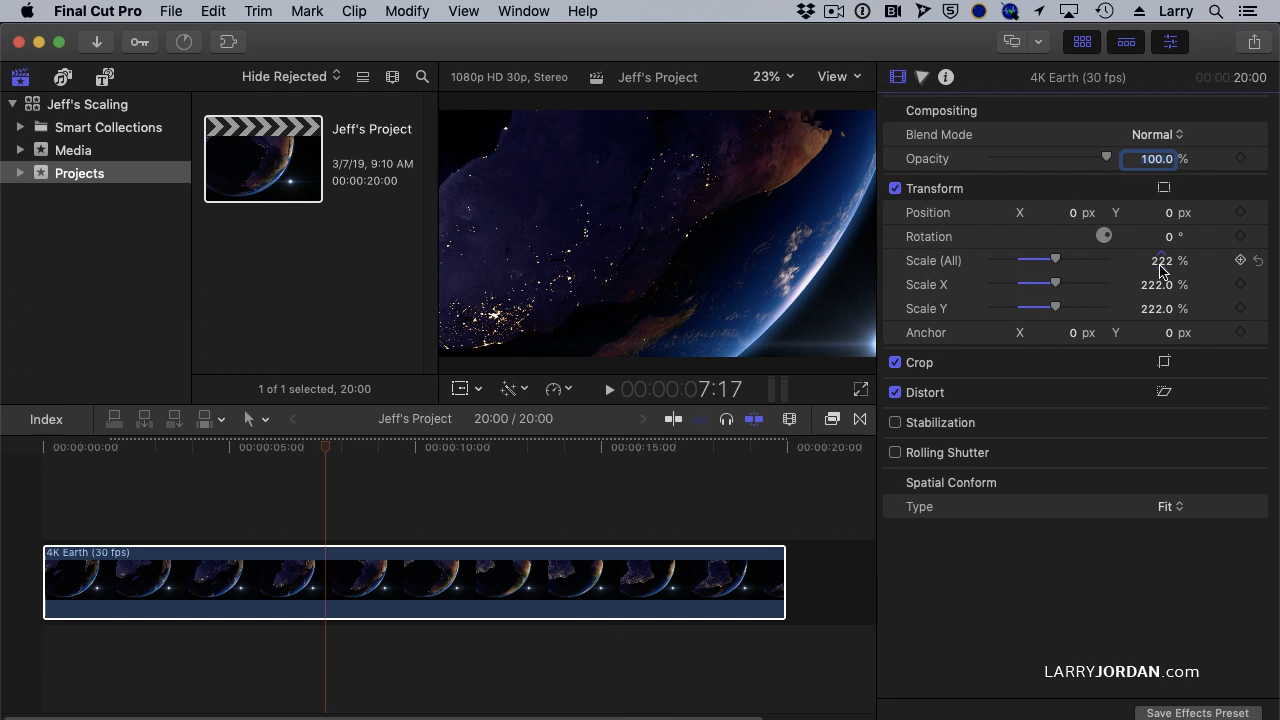 Final Cut Pro File Edit Trim Mark Clip Modify View Window Help Larry
Hide Rejected
1080p HD 30p, Stereo Jeff's Project 23% View
4K Earth (30 fps) 00:00:20:00
Jeff's Scaling
Smart Collections
Media
Projects
Jeff's Project
3/7/19, 9:10 AM
00:00:20:00
1 of 1 selected, 20:00
00:00:07:17
Compositing
Blend Mode Normal
Opacity 100.0 %
Transform
Position X 0 px Y 0 px
Rotation 0 °
Scale (All) 222 %
Scale X 222.0 %
Scale Y 222.0 %
Anchor X 0 px Y 0 px
Crop
Distort
Stabilization
Rolling Shutter
Spatial Conform
Type Fit
Index Jeff's Project 20:00 / 20:00
00:00:00:00 00:00:05:00 00:00:10:00 00:00:15:00 00:00:20:00
4K Earth (30 fps)
LARRYJORDAN.com
Save Effects Preset